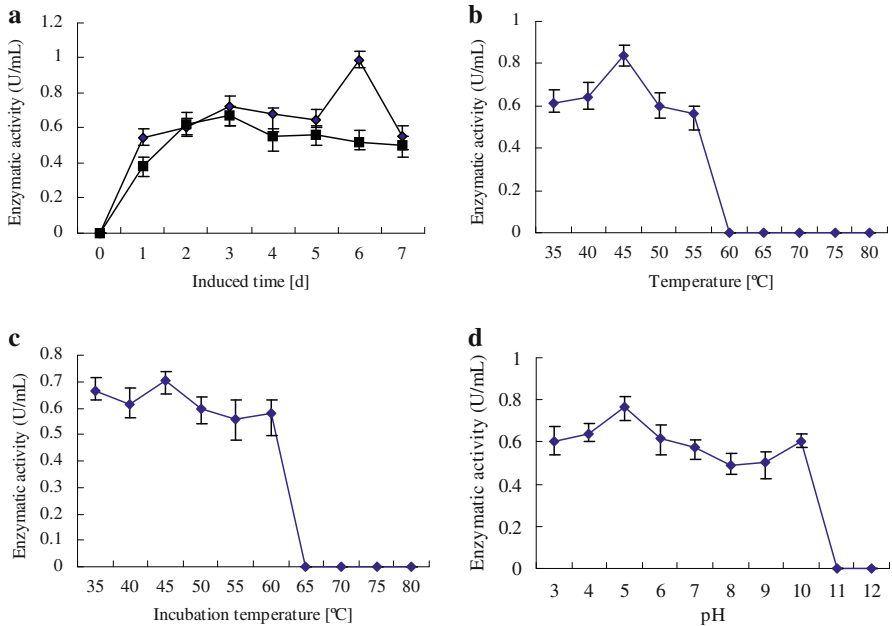 a
Enzymatic activity (U/mL)
1.2
1
0.8
0.6
0.4
0.2
0
0 1 2 3 4 5 6 7
Induced time [d]
b
Enzymatic activity (U/mL)
1
0.8
0.6
0.4
0.2
0
35 40 45 50 55 60 65 70 75 80
Temperature [ºC]
c
Enzymatic activity (U/mL)
0.8
0.7
0.6
0.5
0.4
0.3
0.2
0.1
0
35 40 45 50 55 60 65 70 75 80
Incubation temperature [ºC]
d
Enzymatic activity (U/mL)
1
0.8
0.6
0.4
0.2
0
3 4 5 6 7 8 9 10 11 12
pH